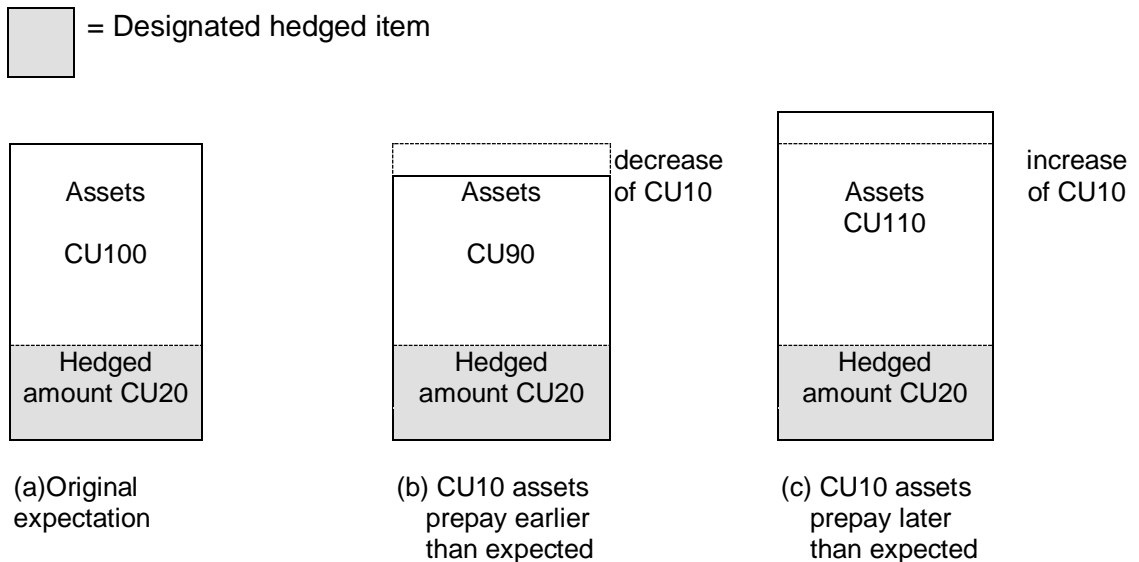 = Designated hedged item
Assets
CU100
Hedged
amount CU20
(a)Original
expectation
decrease
of CU10
Assets
CU90
Hedged
amount CU20
(b) CU10 assets
prepay earlier
than expected
increase
of CU10
Assets
CU110
Hedged
amount CU20
(c) CU10 assets
prepay later
than expected